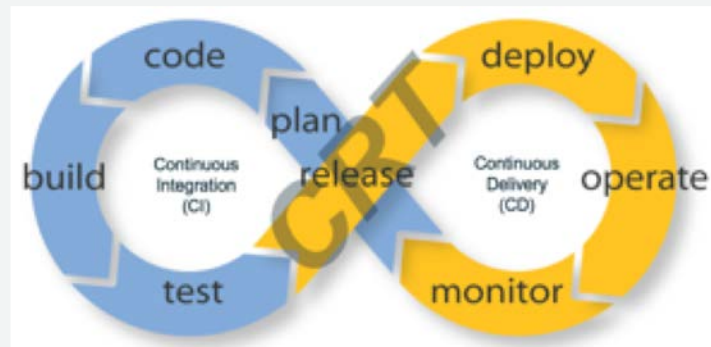 code
deploy
plan
build
Continuous
Integration
(CI)
release
Continuous
Delivery
(CD)
operate
CRT
test
monitor